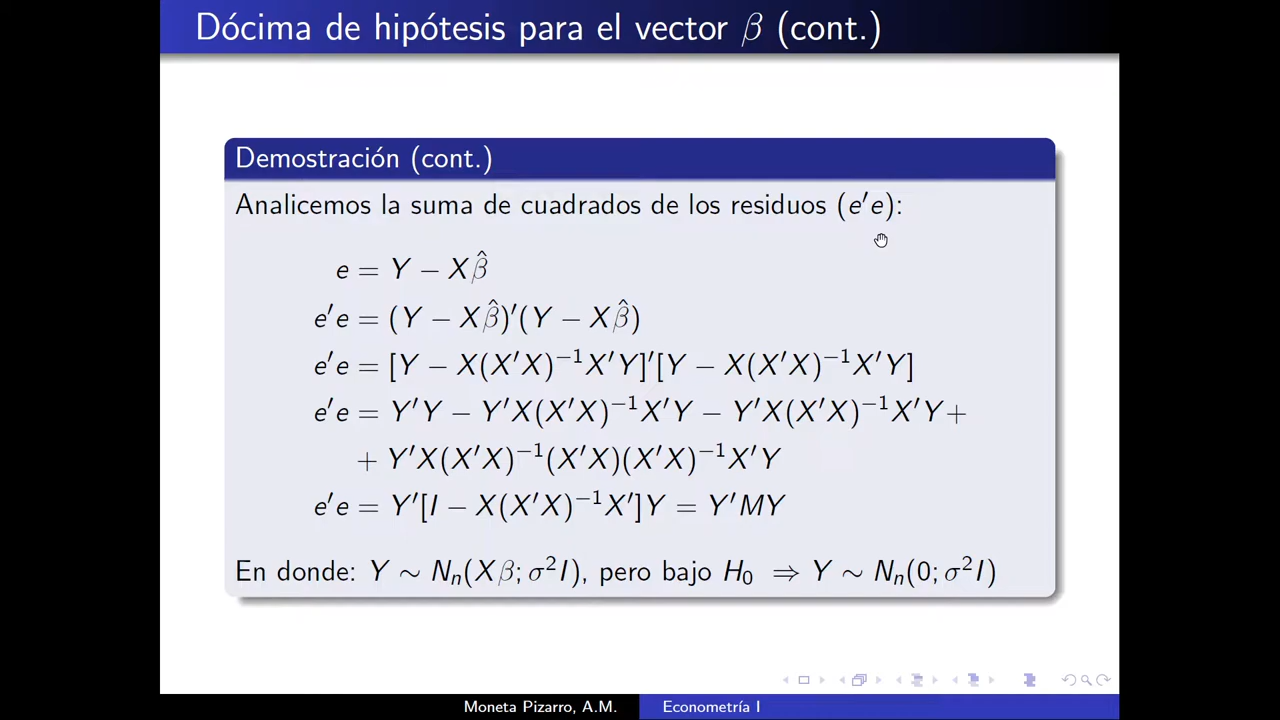 Dócima de hipótesis para el vector β (cont.)
Demostración (cont.)
Analicemos la suma de cuadrados de los residuos (e′e):
e = Y − Xβ̂
e′e = (Y − Xβ̂)′(Y − Xβ̂)
e′e = [Y − X(X′X)⁻¹X′Y]′[Y − X(X′X)⁻¹X′Y]
e′e = Y′Y − Y′X(X′X)⁻¹X′Y − Y′X(X′X)⁻¹X′Y+
+ Y′X(X′X)⁻¹(X′X)(X′X)⁻¹X′Y
e′e = Y′[I − X(X′X)⁻¹X′]Y = Y′MY
En donde: Y ∼ Nₙ(Xβ; σ²I), pero bajo H₀ ⇒ Y ∼ Nₙ(0; σ²I)
Moneta Pizarro, A.M. Econometría I